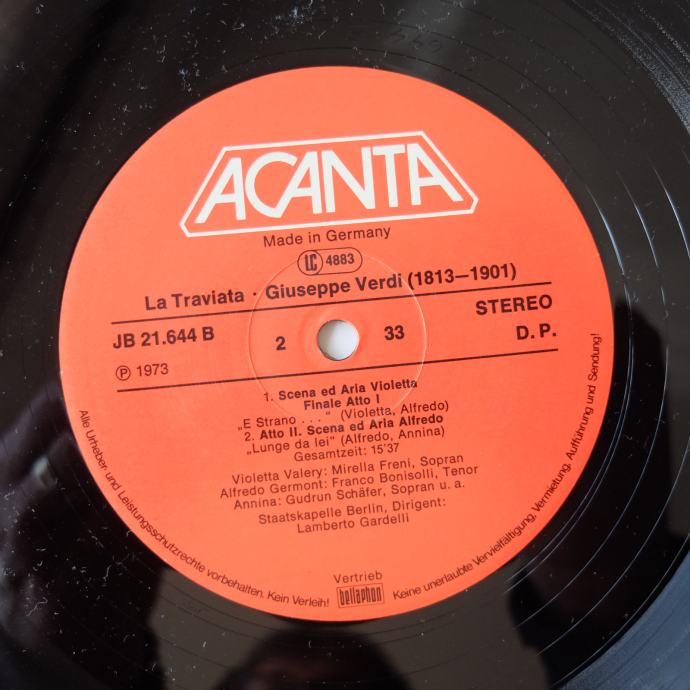 ACANTA
Made in Germany
LC 4883
La Traviata · Giuseppe Verdi (1813–1901)
JB 21.644 B 2 33 STEREO
℗ 1973 D. P.
1. Scena ed Aria Violetta
Finale Atto I
„E Strano . . . “ (Violetta, Alfredo)
2. Atto II. Scena ed Aria Alfredo
„Lunge da lei“ (Alfredo, Annina)
Gesamtzeit: 15'37
Violetta Valery: Mirella Freni, Sopran
Alfredo Germont: Franco Bonisolli, Tenor
Annina: Gudrun Schäfer, Sopran u. a.
Staatskapelle Berlin, Dirigent:
Lamberto Gardelli
Vertrieb
bellaphon
Alle Urheber- und Leistungsschutzrechte vorbehalten. Kein Verleih! Keine unerlaubte Vervielfältigung, Vermietung, Aufführung und Sendung!